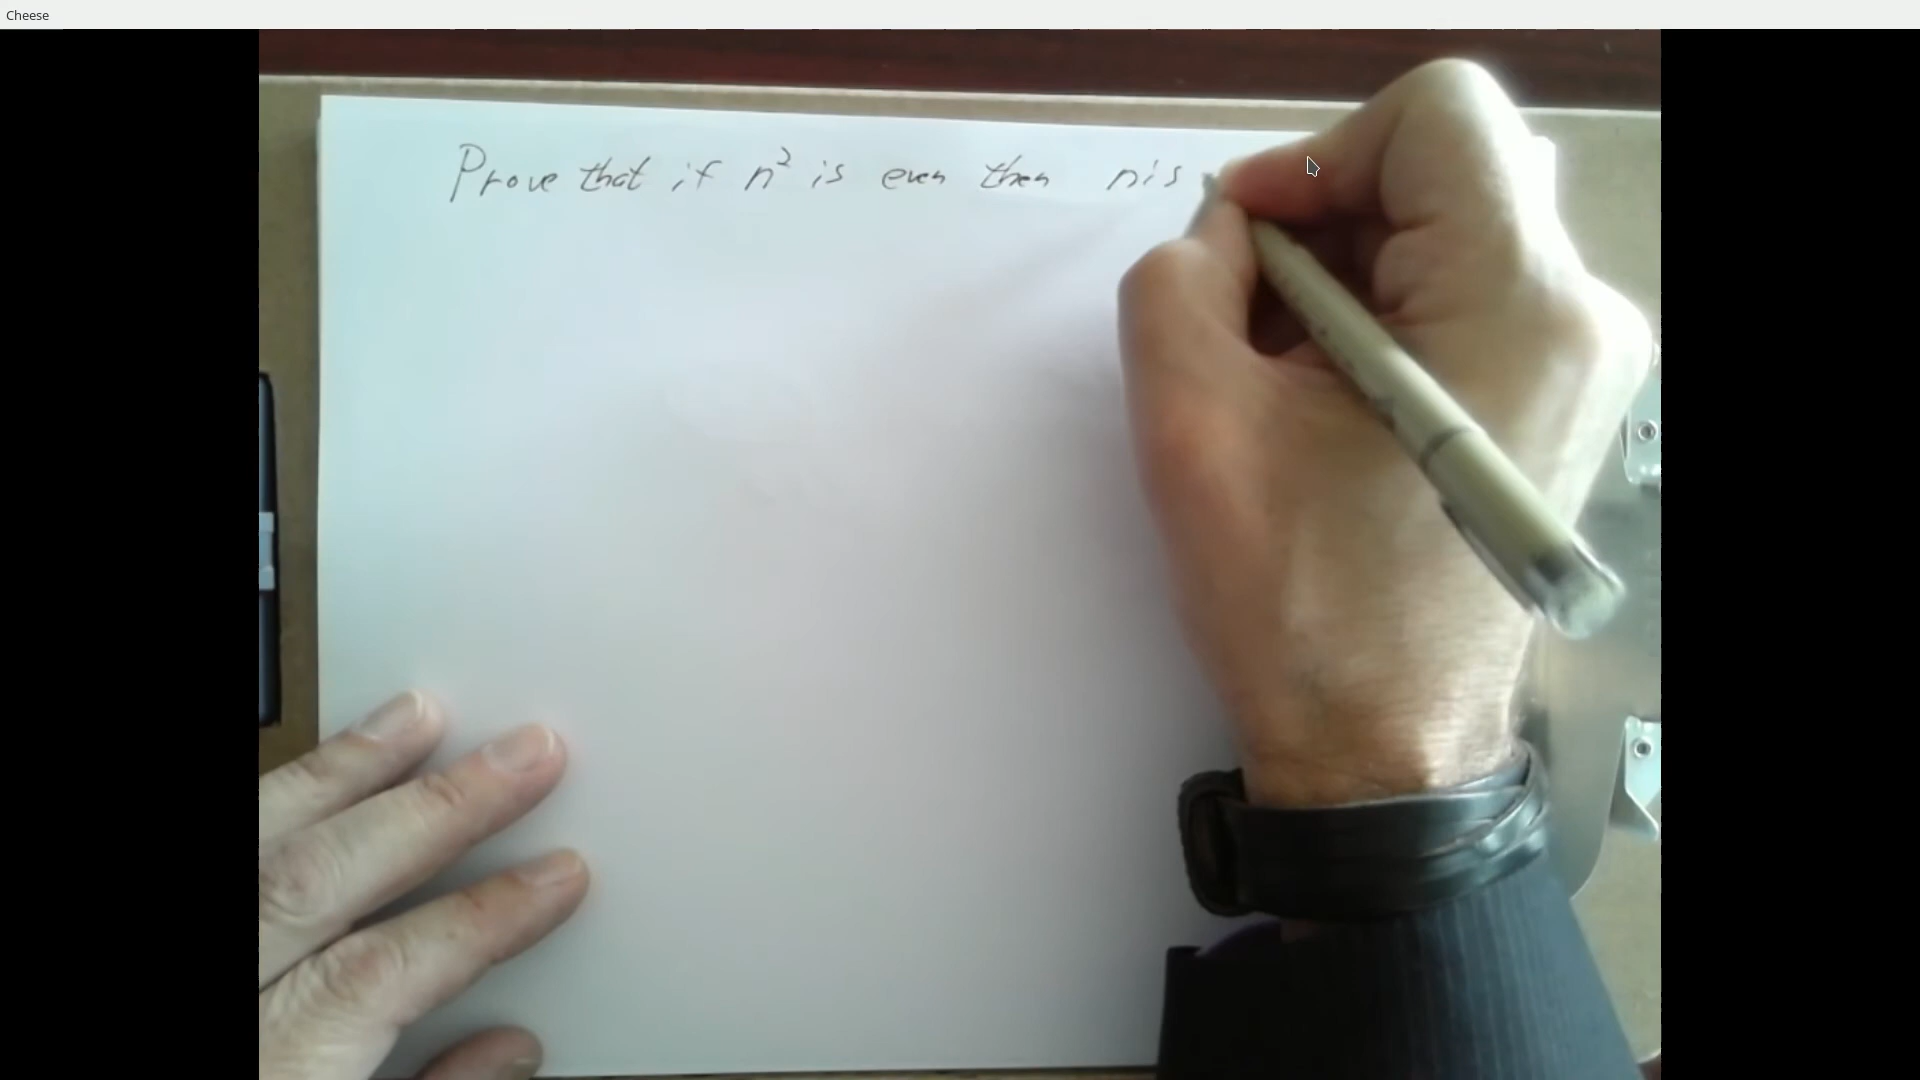 Cheese
Prove that if n² is even then n is